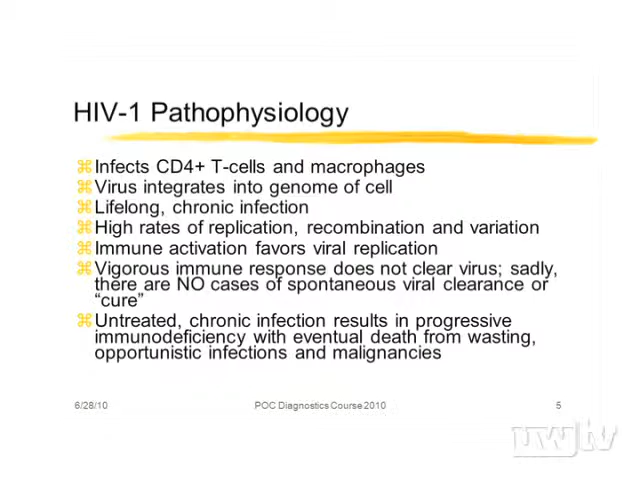 HIV-1 Pathophysiology
⌘Infects CD4+ T-cells and macrophages
⌘Virus integrates into genome of cell
⌘Lifelong, chronic infection
⌘High rates of replication, recombination and variation
⌘Immune activation favors viral replication
⌘Vigorous immune response does not clear virus; sadly,
there are NO cases of spontaneous viral clearance or
“cure”
⌘Untreated, chronic infection results in progressive
immunodeficiency with eventual death from wasting,
opportunistic infections and malignancies
6/28/10 POC Diagnostics Course 2010 5
uwtv